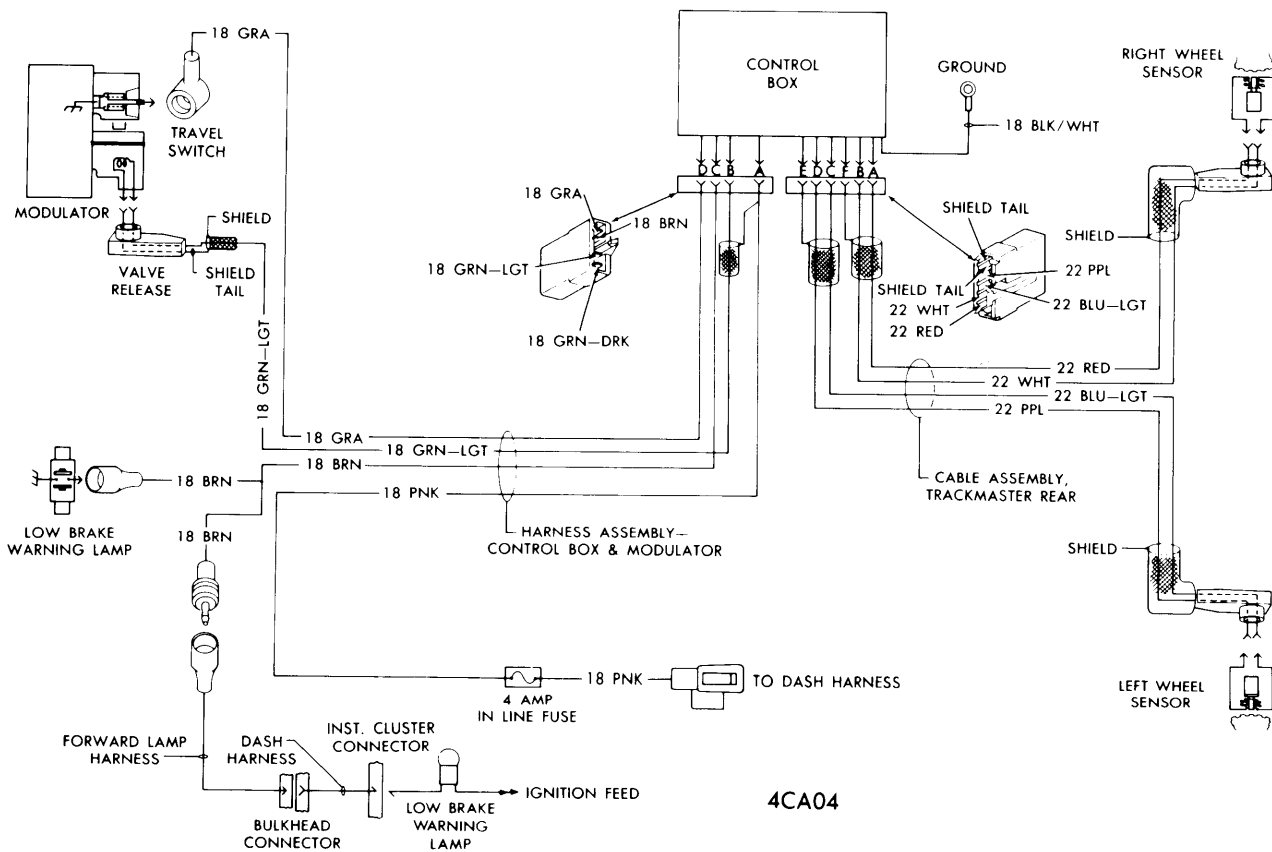 18 GRA
CONTROL
BOX
GROUND
RIGHT WHEEL
SENSOR
18 BLK/WHT
TRAVEL
SWITCH
MODULATOR
D C B A
E D C F B A
18 GRA
18 BRN
18 GRN-LGT
18 GRN-DRK
SHIELD TAIL
SHIELD TAIL
22 PPL
22 WHT
22 BLU-LGT
22 RED
SHIELD
SHIELD
VALVE
RELEASE
SHIELD
TAIL
18 GRN-LGT
22 RED
22 WHT
22 BLU-LGT
22 PPL
18 GRA
18 GRN-LGT
18 BRN
18 PNK
18 BRN
LOW BRAKE
WARNING LAMP
18 BRN
HARNESS ASSEMBLY-
CONTROL BOX & MODULATOR
CABLE ASSEMBLY,
TRACKMASTER REAR
SHIELD
18 PNK
TO DASH HARNESS
4 AMP
IN LINE FUSE
LEFT WHEEL
SENSOR
FORWARD LAMP
HARNESS
DASH
HARNESS
INST. CLUSTER
CONNECTOR
IGNITION FEED
BULKHEAD
CONNECTOR
LOW BRAKE
WARNING
LAMP
4CA04